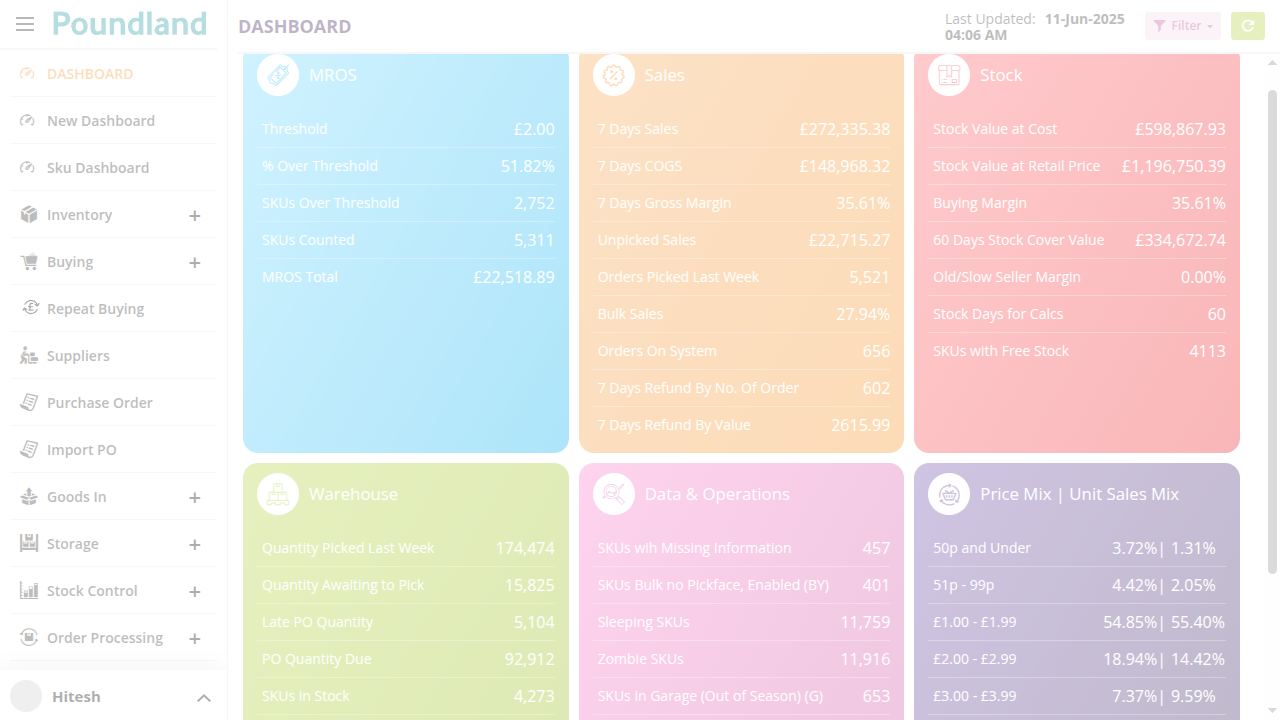 Poundland
DASHBOARD
Last Updated: 11-Jun-2025
04:06 AM
Filter
DASHBOARD
New Dashboard
Sku Dashboard
Inventory +
Buying +
Repeat Buying
Suppliers
Purchase Order
Import PO
Goods In +
Storage +
Stock Control +
Order Processing +
Hitesh
MROS
Threshold £2.00
% Over Threshold 51.82%
SKUs Over Threshold 2,752
SKUs Counted 5,311
MROS Total £22,518.89
Sales
7 Days Sales £272,335.38
7 Days COGS £148,968.32
7 Days Gross Margin 35.61%
Unpicked Sales £22,715.27
Orders Picked Last Week 5,521
Bulk Sales 27.94%
Orders On System 656
7 Days Refund By No. Of Order 602
7 Days Refund By Value 2615.99
Stock
Stock Value at Cost £598,867.93
Stock Value at Retail Price £1,196,750.39
Buying Margin 35.61%
60 Days Stock Cover Value £334,672.74
Old/Slow Seller Margin 0.00%
Stock Days for Calcs 60
SKUs with Free Stock 4113
Warehouse
Quantity Picked Last Week 174,474
Quantity Awaiting to Pick 15,825
Late PO Quantity 5,104
PO Quantity Due 92,912
SKUs in Stock 4,273
Data & Operations
SKUs wih Missing Information 457
SKUs Bulk no Pickface, Enabled (BY) 401
Sleeping SKUs 11,759
Zombie SKUs 11,916
SKUs in Garage (Out of Season) (G) 653
Price Mix | Unit Sales Mix
50p and Under 3.72%| 1.31%
51p - 99p 4.42%| 2.05%
£1.00 - £1.99 54.85%| 55.40%
£2.00 - £2.99 18.94%| 14.42%
£3.00 - £3.99 7.37%| 9.59%